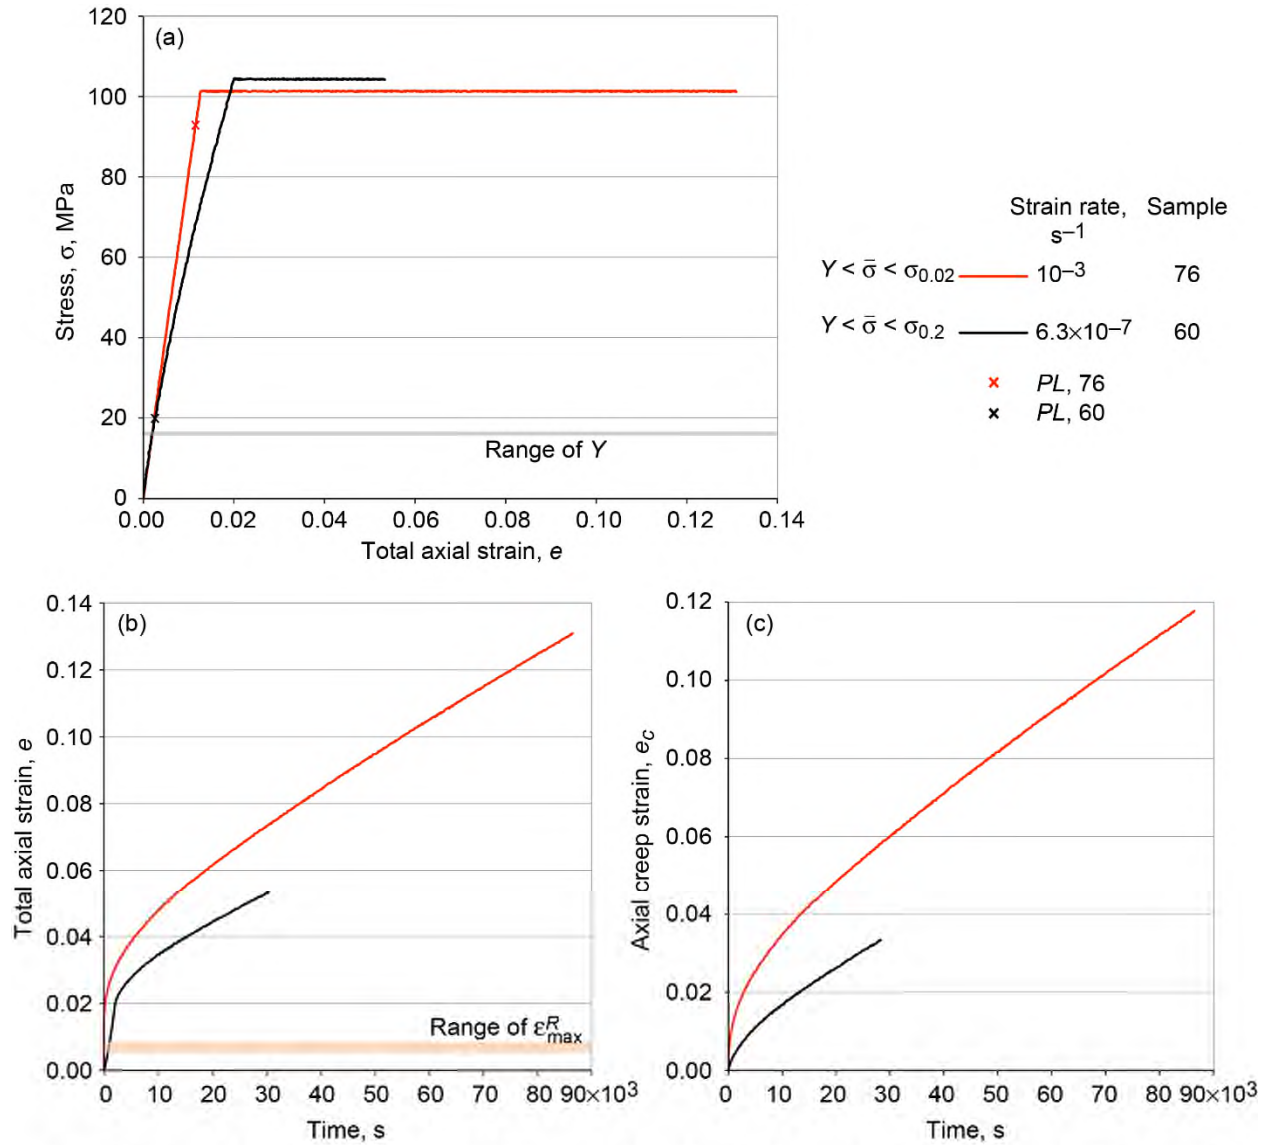 (a)
120
100
80
60
40
20
0
Stress, σ, MPa
Range of Y
0.00 0.02 0.04 0.06 0.08 0.10 0.12 0.14
Total axial strain, e
Strain rate, Sample
s–1
Y < σ̄ < σ0.02 10–3 76
Y < σ̄ < σ0.2 6.3×10–7 60
× PL, 76
× PL, 60
(b)
0.14
0.12
0.10
0.08
0.06
0.04
0.02
0.00
Total axial strain, e
Range of εRmax
0 10 20 30 40 50 60 70 80 90×103
Time, s
(c)
0.12
0.10
0.08
0.06
0.04
0.02
0.00
Axial creep strain, ec
0 10 20 30 40 50 60 70 80 90×103
Time, s